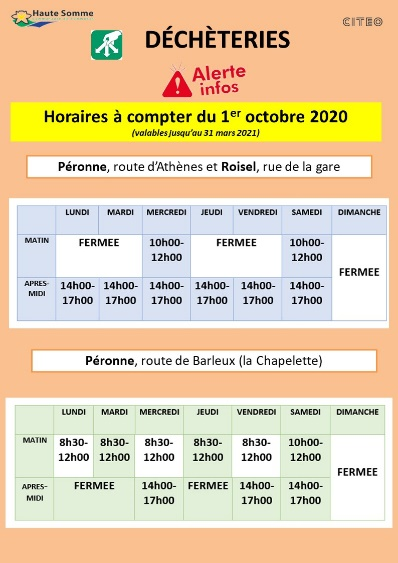 Haute Somme
CITEO
DÉCHÈTERIES
Alerte
infos
Horaires à compter du 1er octobre 2020
(valables jusqu'au 31 mars 2021)
Péronne, route d'Athènes et Roisel, rue de la gare
LUNDI MARDI MERCREDI JEUDI VENDREDI SAMEDI DIMANCHE
MATIN FERMEE 10h00-12h00 FERMEE 10h00-12h00 FERMEE
APRES-MIDI 14h00-17h00 14h00-17h00 14h00-17h00 14h00-17h00 14h00-17h00 14h00-17h00
Péronne, route de Barleux (la Chapelette)
LUNDI MARDI MERCREDI JEUDI VENDREDI SAMEDI DIMANCHE
MATIN 8h30-12h00 8h30-12h00 8h30-12h00 8h30-12h00 8h30-12h00 10h00-12h00 FERMEE
APRES-MIDI FERMEE 14h00-17h00 FERMEE 14h00-17h00 14h00-17h00